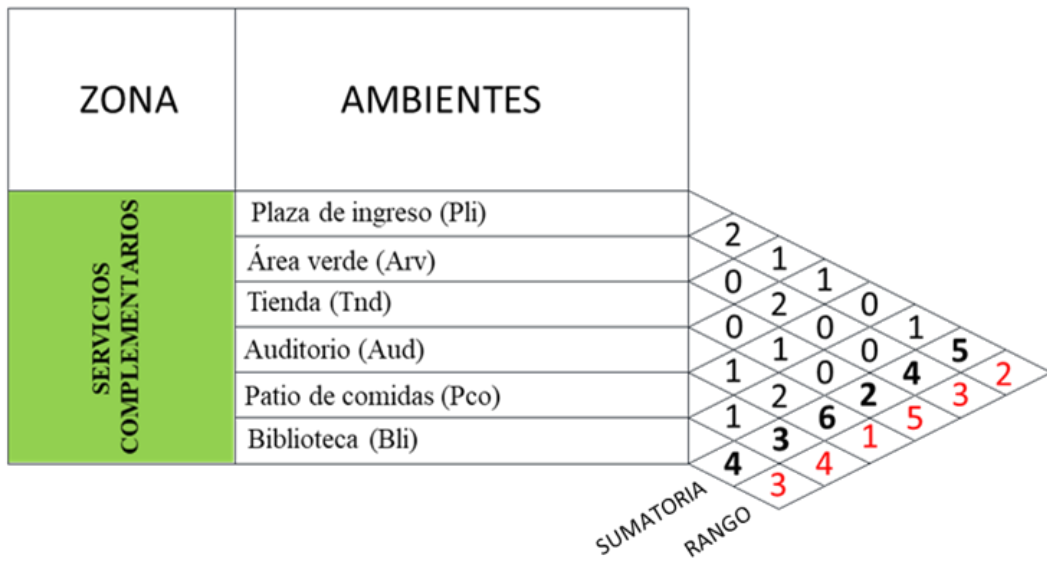 ZONA
AMBIENTES
SERVICIOS
COMPLEMENTARIOS
Plaza de ingreso (Pli)
Área verde (Arv)
Tienda (Tnd)
Auditorio (Aud)
Patio de comidas (Pco)
Biblioteca (Bli)
2
1
0 1
2 0
0 0 1
1 0 5
1 0 4 2
2 2 3
1 6 5
3 1
4 4
3
SUMATORIA
RANGO